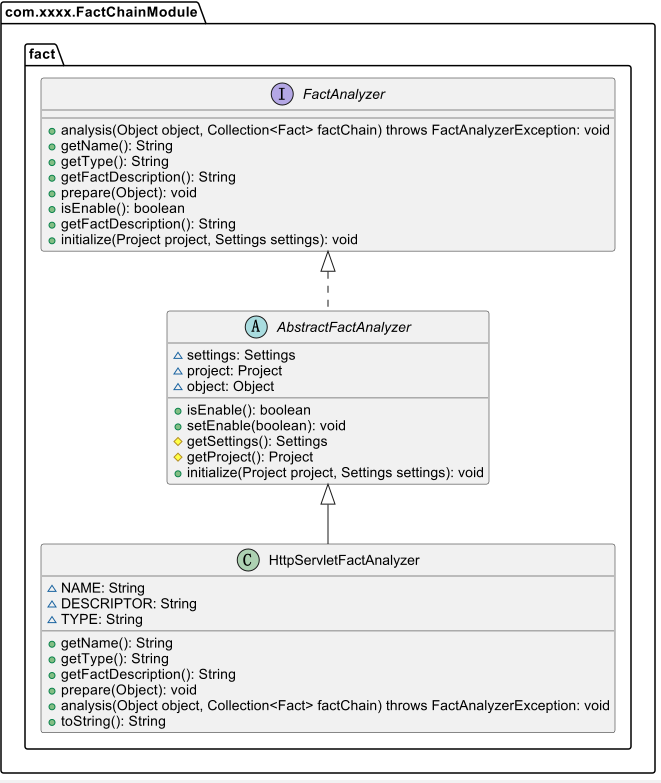 com.xxxx.FactChainModule
fact
I FactAnalyzer
analysis(Object object, Collection<Fact> factChain) throws FactAnalyzerException: void
getName(): String
getType(): String
getFactDescription(): String
prepare(Object): void
isEnable(): boolean
getFactDescription(): String
initialize(Project project, Settings settings): void
A AbstractFactAnalyzer
settings: Settings
project: Project
object: Object
isEnable(): boolean
setEnable(boolean): void
getSettings(): Settings
getProject(): Project
initialize(Project project, Settings settings): void
C HttpServletFactAnalyzer
NAME: String
DESCRIPTOR: String
TYPE: String
getName(): String
getType(): String
getFactDescription(): String
prepare(Object): void
analysis(Object object, Collection<Fact> factChain) throws FactAnalyzerException: void
toString(): String